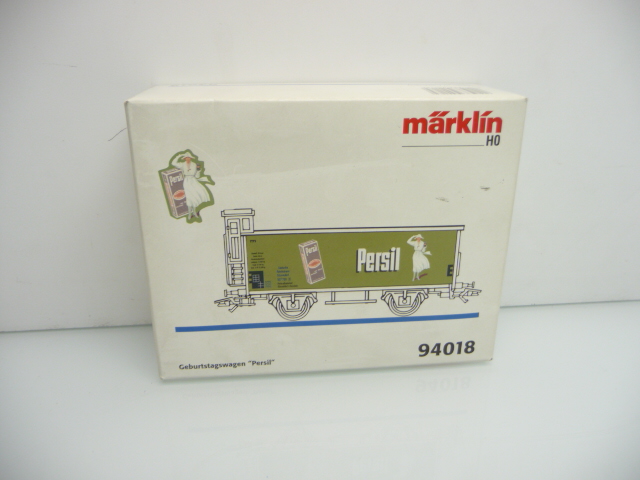 märklin
H0
Persil
Persil
Persil
Geburtstagswagen "Persil"
94018